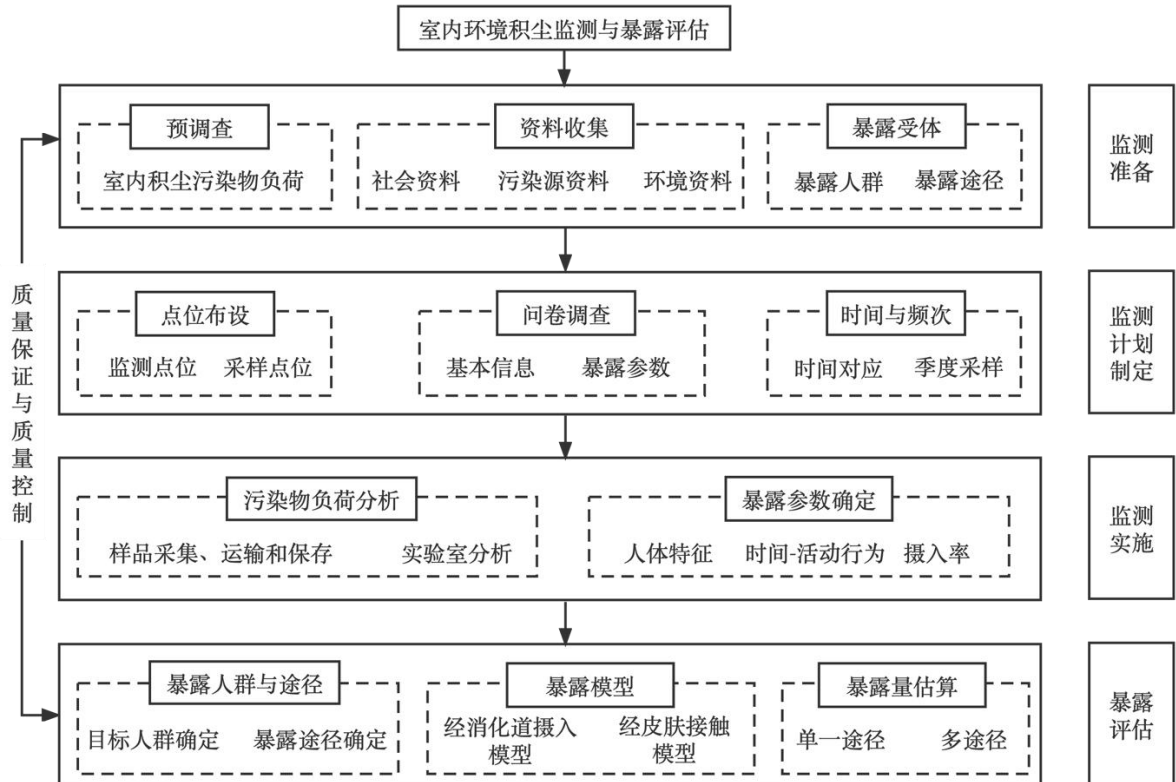 室内环境积尘监测与暴露评估
预调查
资料收集
暴露受体
室内积尘污染物负荷
社会资料 污染源资料 环境资料
暴露人群 暴露途径
监测
准备
点位布设
问卷调查
时间与频次
监测点位 采样点位
基本信息 暴露参数
时间对应 季度采样
监测
计划
制定
质量保证与质量控制
污染物负荷分析
暴露参数确定
样品采集、运输和保存 实验室分析
人体特征 时间-活动行为 摄入率
监测
实施
暴露人群与途径
暴露模型
暴露量估算
目标人群确定 暴露途径确定
经消化道摄入
模型
经皮肤接触
模型
单一途径 多途径
暴露
评估